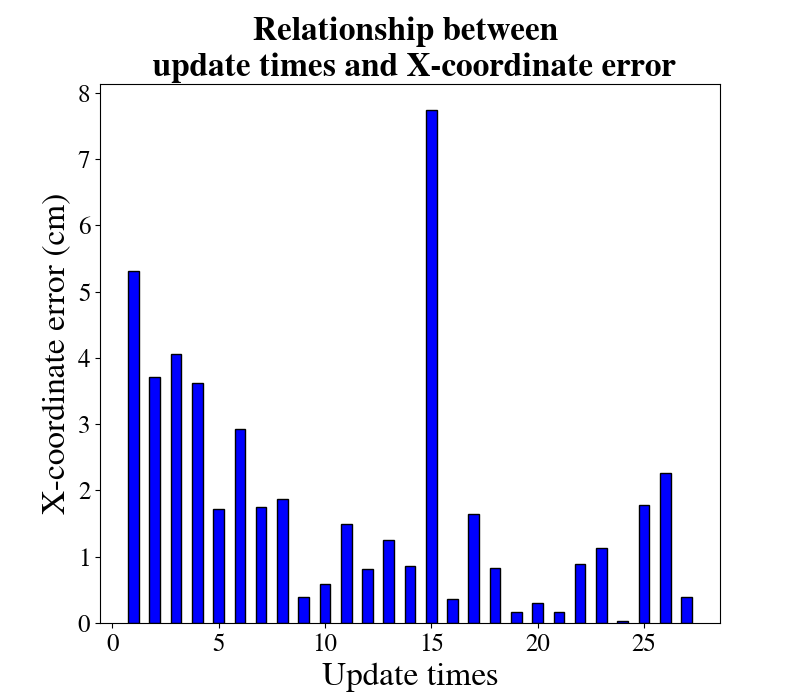 Relationship between
update times and X-coordinate error
8
7
6
5
4
3
2
1
0
X-coordinate error (cm)
0 5 10 15 20 25
Update times